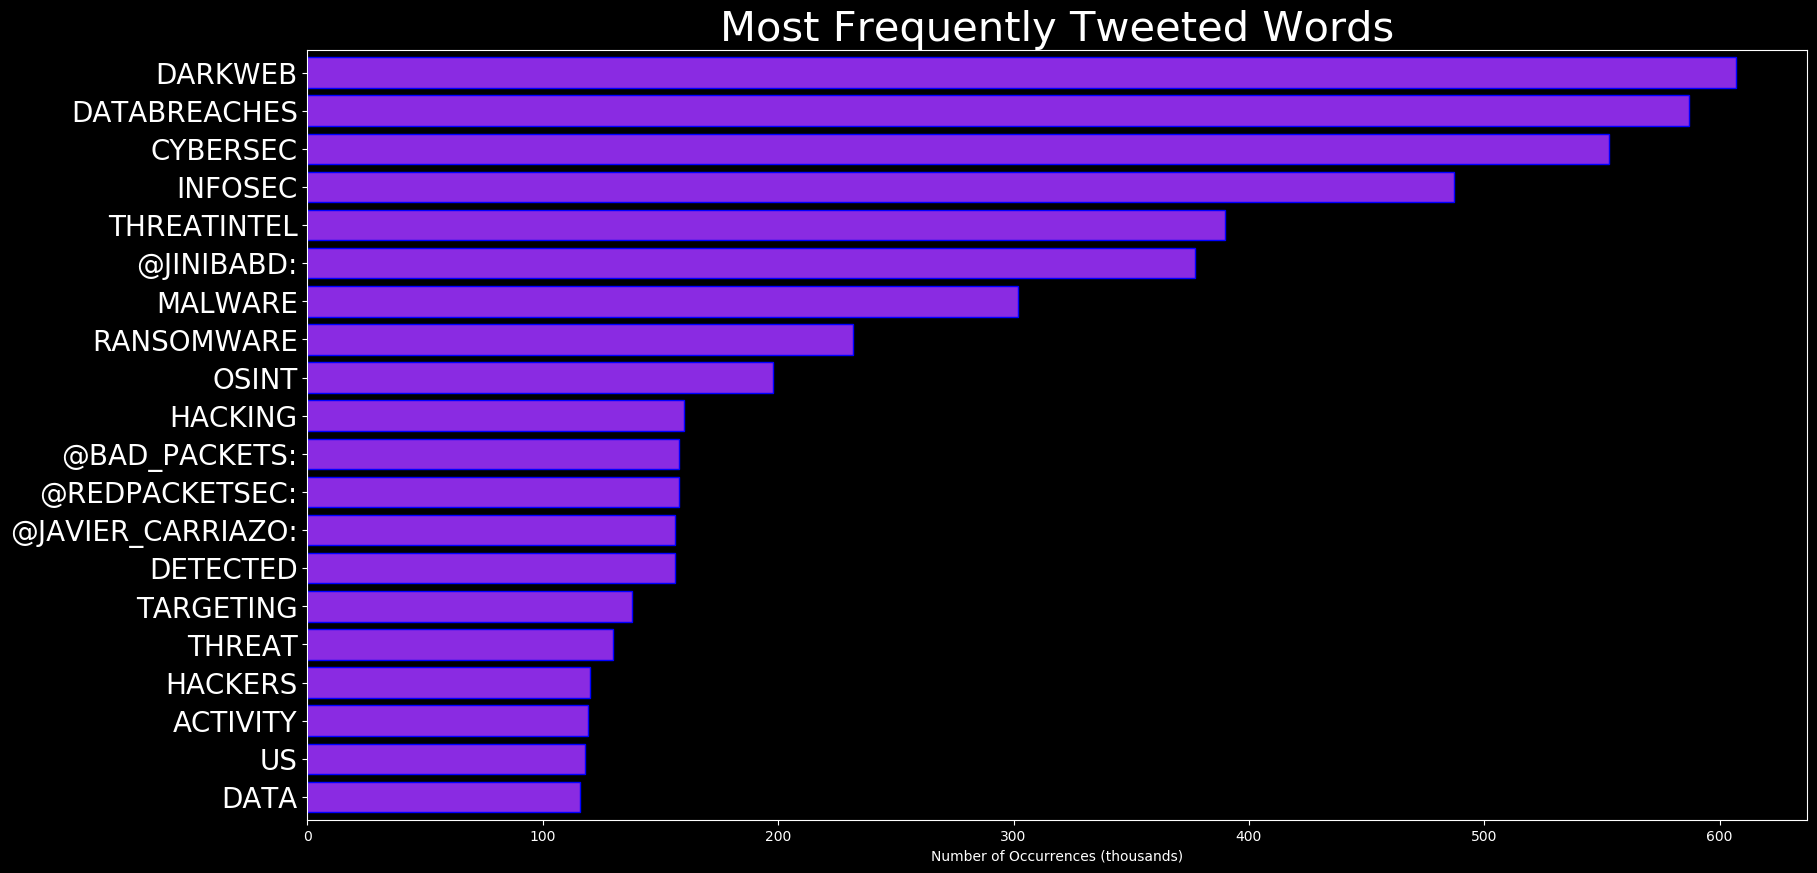 Most Frequently Tweeted Words
DARKWEB
DATABREACHES
CYBERSEC
INFOSEC
THREATINTEL
@JINIBABD:
MALWARE
RANSOMWARE
OSINT
HACKING
@BAD_PACKETS:
@REDPACKETSEC:
@JAVIER_CARRIAZO:
DETECTED
TARGETING
THREAT
HACKERS
ACTIVITY
US
DATA
0 100 200 300 400 500 600
Number of Occurrences (thousands)